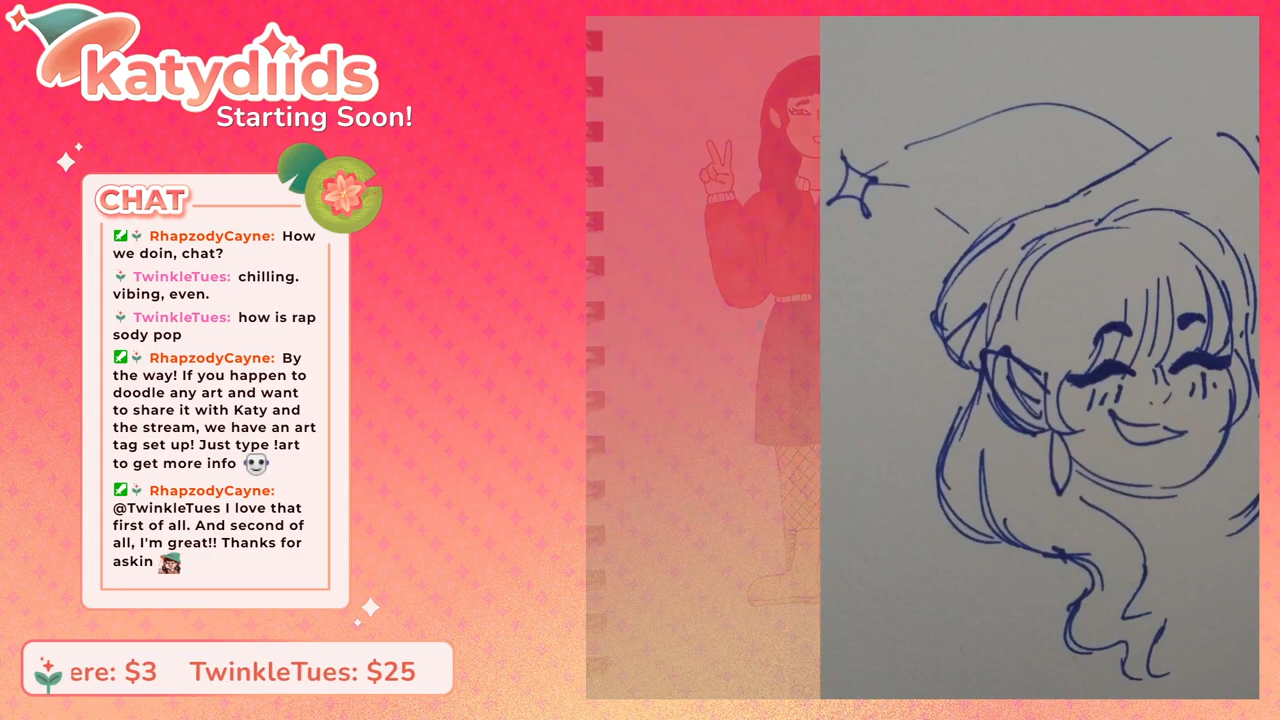 Katydiids
Starting Soon!
CHAT
RhapzodyCayne: How
we doin, chat?
TwinkleTues: chilling.
vibing, even.
TwinkleTues: how is rap
sody pop
RhapzodyCayne: By
the way! If you happen to
doodle any art and want
to share it with Katy and
the stream, we have an art
tag set up! Just type !art
to get more info
RhapzodyCayne:
@TwinkleTues I love that
first of all. And second of
all, I'm great!! Thanks for
askin
ere: $3 TwinkleTues: $25